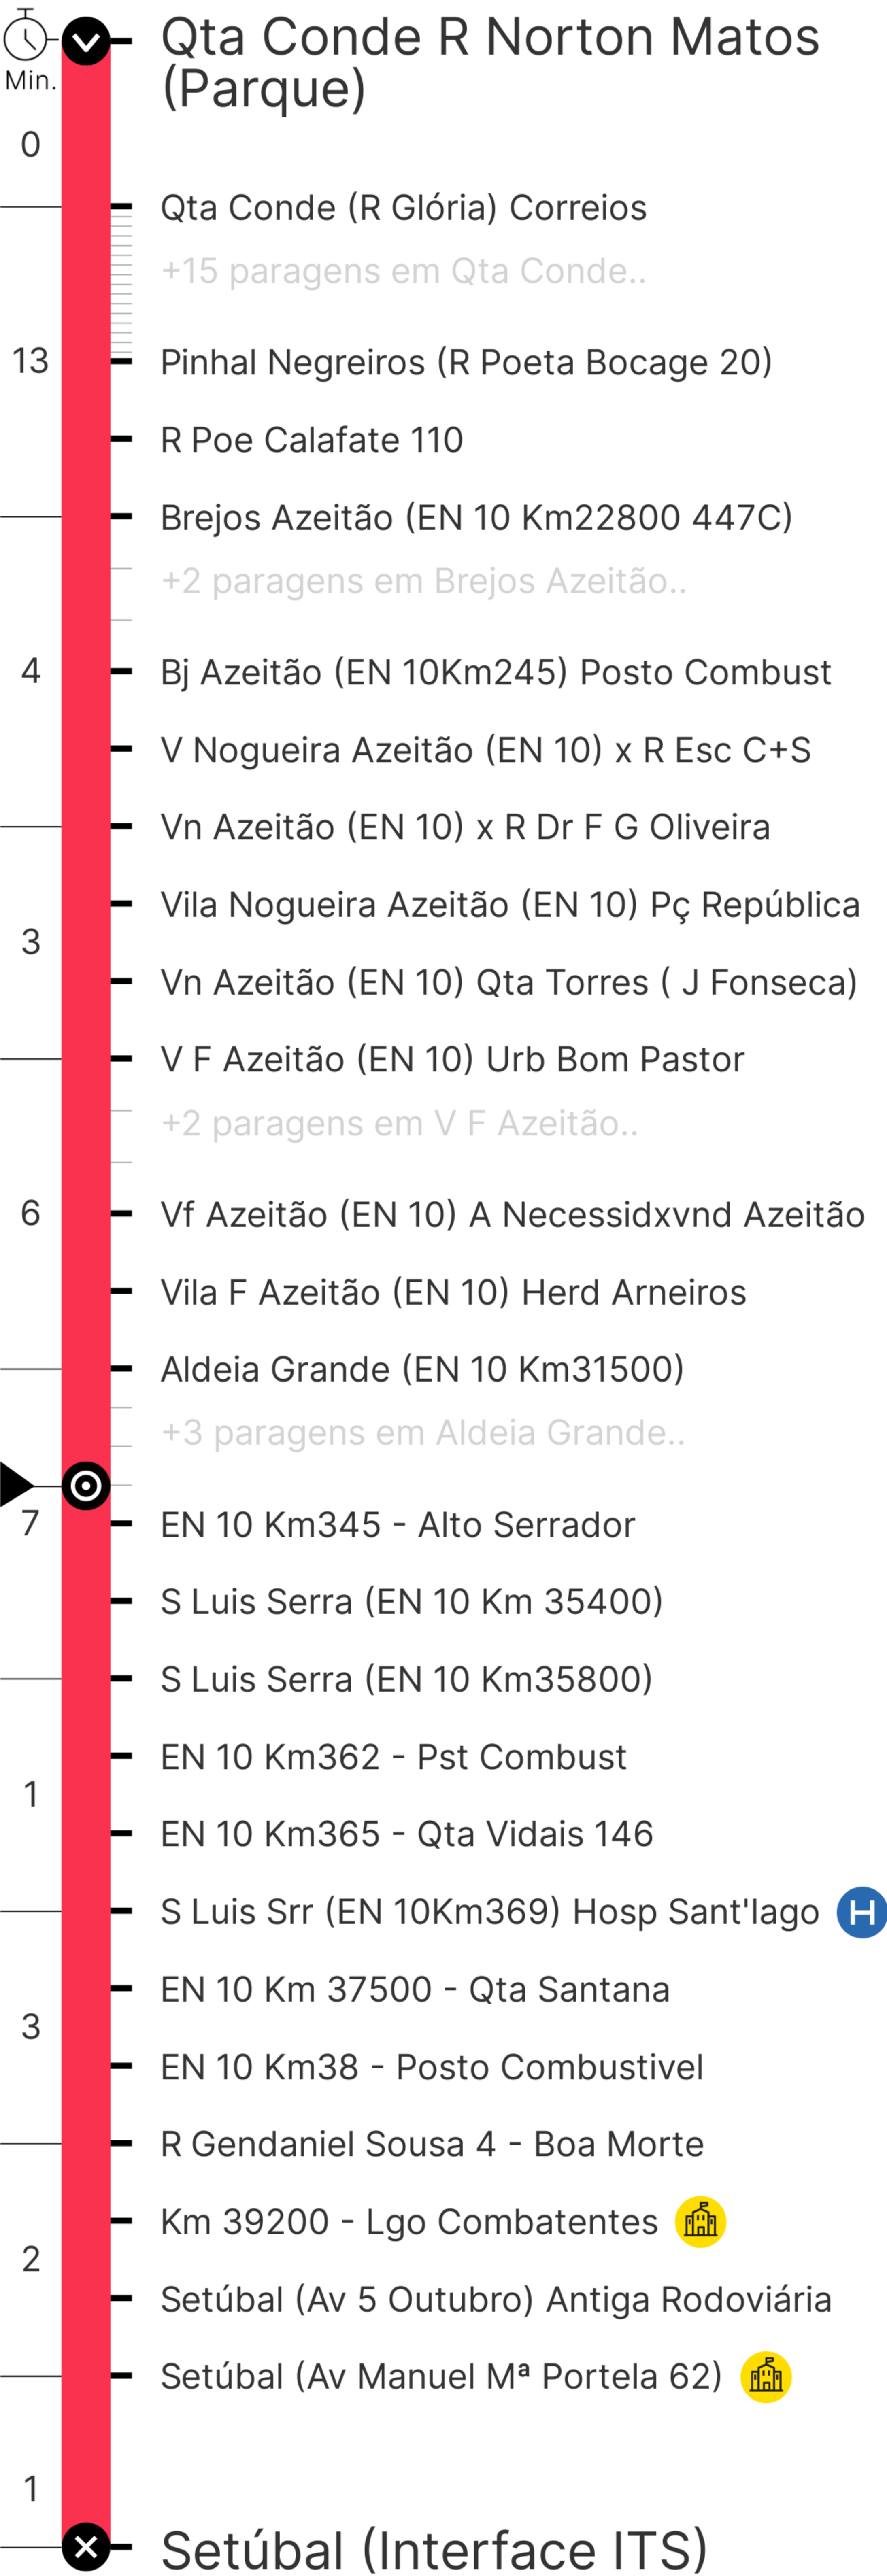 Qta Conde R Norton Matos
(Parque)
Min.
0
Qta Conde (R Glória) Correios
+15 paragens em Qta Conde..
13
Pinhal Negreiros (R Poeta Bocage 20)
R Poe Calafate 110
Brejos Azeitão (EN 10 Km22800 447C)
+2 paragens em Brejos Azeitão..
4
Bj Azeitão (EN 10Km245) Posto Combust
V Nogueira Azeitão (EN 10) x R Esc C+S
Vn Azeitão (EN 10) x R Dr F G Oliveira
Vila Nogueira Azeitão (EN 10) Pç República
3
Vn Azeitão (EN 10) Qta Torres ( J Fonseca)
V F Azeitão (EN 10) Urb Bom Pastor
+2 paragens em V F Azeitão..
6
Vf Azeitão (EN 10) A Necessidxvnd Azeitão
Vila F Azeitão (EN 10) Herd Arneiros
Aldeia Grande (EN 10 Km31500)
+3 paragens em Aldeia Grande..
7
EN 10 Km345 - Alto Serrador
S Luis Serra (EN 10 Km 35400)
S Luis Serra (EN 10 Km35800)
EN 10 Km362 - Pst Combust
1
EN 10 Km365 - Qta Vidais 146
S Luis Srr (EN 10Km369) Hosp Sant'Iago H
EN 10 Km 37500 - Qta Santana
3
EN 10 Km38 - Posto Combustivel
R Gendaniel Sousa 4 - Boa Morte
Km 39200 - Lgo Combatentes
2
Setúbal (Av 5 Outubro) Antiga Rodoviária
Setúbal (Av Manuel Mª Portela 62)
1
Setúbal (Interface ITS)